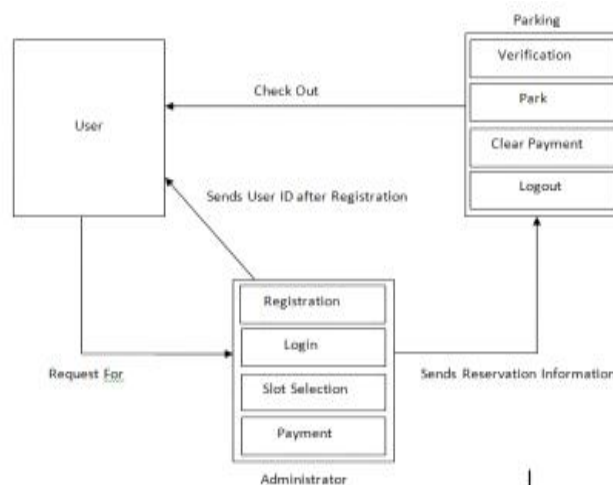 Parking
Verification
Park
Clear Payment
Logout
Check Out
User
Sends User ID after Registration
Registration
Login
Slot Selection
Payment
Request For
Sends Reservation Information
Administrator